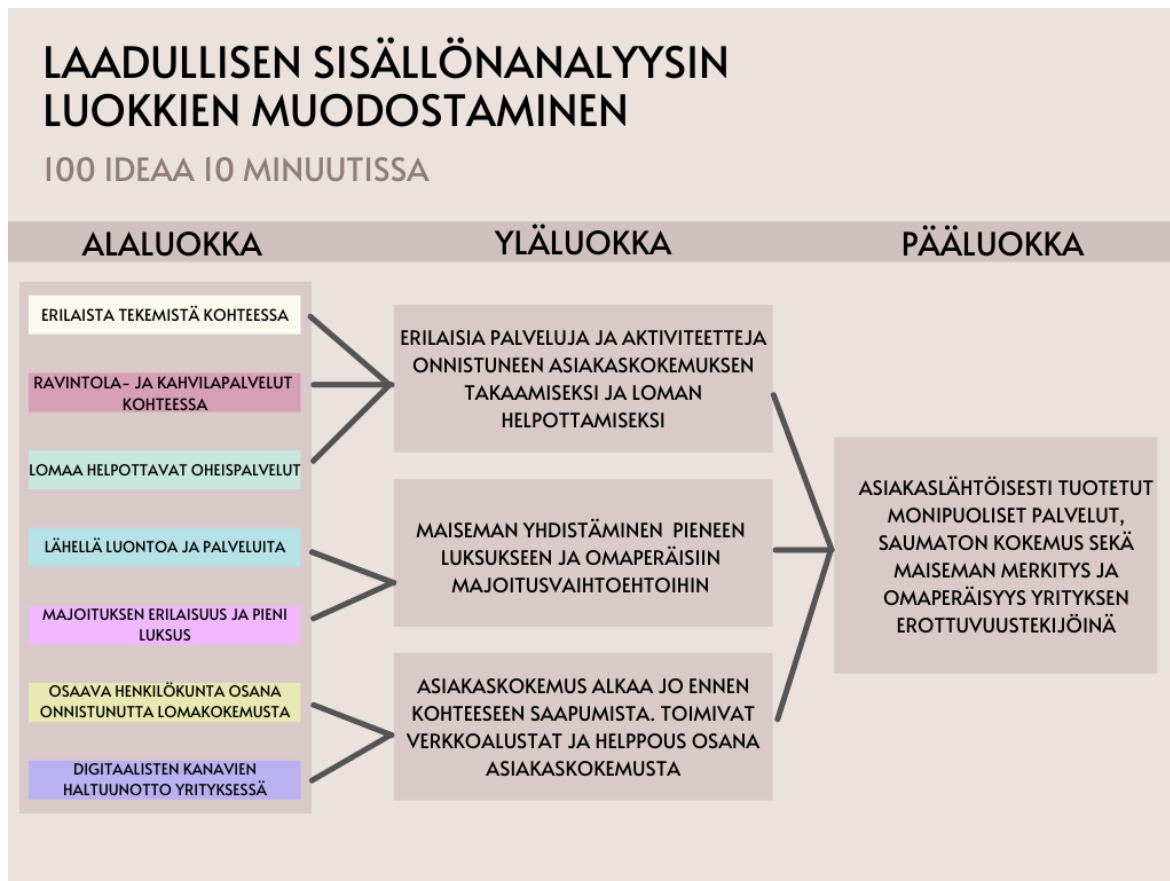 LAADULLISEN SISÄLLÖNANALYYSIN
LUOKKIEN MUODOSTAMINEN
100 IDEAA 10 MINUUTISSA
ALALUOKKA
YLÄLUOKKA
PÄÄLUOKKA
ERILAISTA TEKEMISTÄ KOHTEESSA
RAVINTOLA- JA KAHVILAPALVELUT
KOHTEESSA
LOMAA HELPOTTAVAT OHEISPALVELUT
LÄHELLÄ LUONTOA JA PALVELUITA
MAJOITUKSEN ERILAISUUS JA PIENI
LUKSUS
OSAAVA HENKILÖKUNTA OSANA
ONNISTUNUTTA LOMAKOKEMUSTA
DIGITAALISTEN KANAVIEN
HALTUUNOTTO YRITYKSESSÄ
ERILAISIA PALVELUJA JA AKTIVITEETTEJA
ONNISTUNEEN ASIAKASKOKEMUKSEN
TAKAAMISEKSI JA LOMAN
HELPOTTAMISEKSI
MAISEMAN YHDISTÄMINEN PIENEEN
LUKSUKSEEN JA OMAPERÄISIIN
MAJOITUSVAIHTOEHTOIHIN
ASIAKASKOKEMUS ALKAA JO ENNEN
KOHTEESEEN SAAPUMISTA. TOIMIVAT
VERKKOALUSTAT JA HELPPOUS OSANA
ASIAKASKOKEMUSTA
ASIAKASLÄHTÖISESTI TUOTETUT
MONIPUOLISET PALVELUT,
SAUMATON KOKEMUS SEKÄ
MAISEMAN MERKITYS JA
OMAPERÄISYYS YRITYKSEN
EROTTUVUUSTEKIJÖINÄ